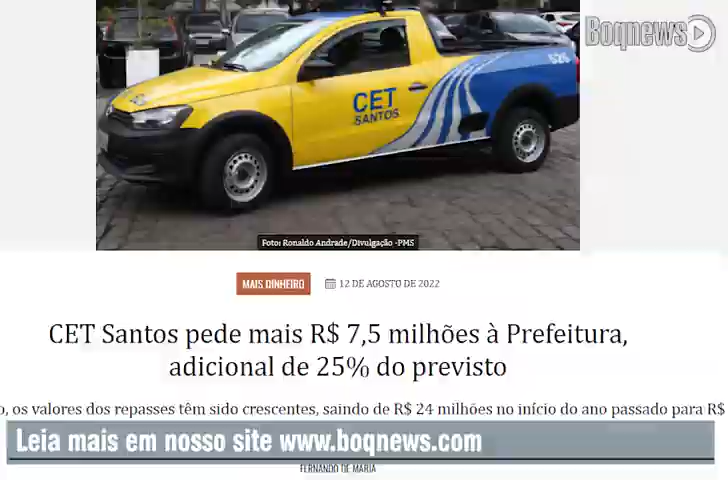 Boqnews
CET
SANTOS
Foto: Ronaldo Andrade/Divulgação -PMS
MAIS DINHEIRO
12 DE AGOSTO DE 2022
CET Santos pede mais R$ 7,5 milhões à Prefeitura,
adicional de 25% do previsto
o, os valores dos repasses têm sido crescentes, saindo de R$ 24 milhões no início do ano passado para R$
Leia mais em nosso site www.boqnews.com
FERNANDO DE MARIA